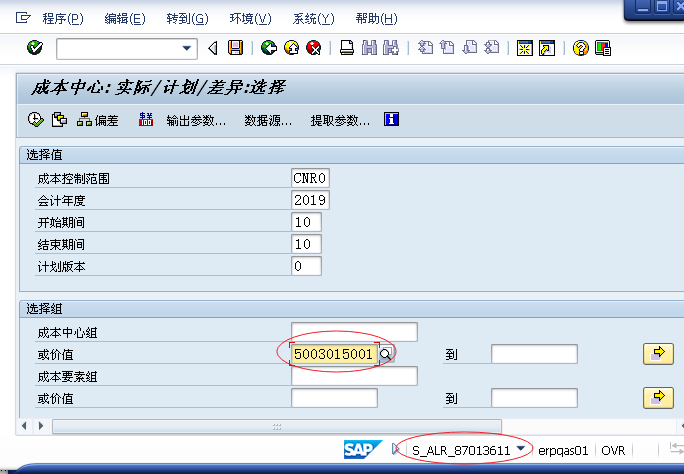 程序(P) 编辑(E) 转到(G) 环境(V) 系统(Y) 帮助(H)
成本中心:实际/计划/差异:选择
偏差 输出参数... 数据源... 提取参数...
选择值
成本控制范围 CNR0
会计年度 2019
开始期间 10
结束期间 10
计划版本 0
选择组
成本中心组
或价值 5003015001 到
成本要素组
或价值 到
SAP S_ALR_87013611 erpqas01 OVR